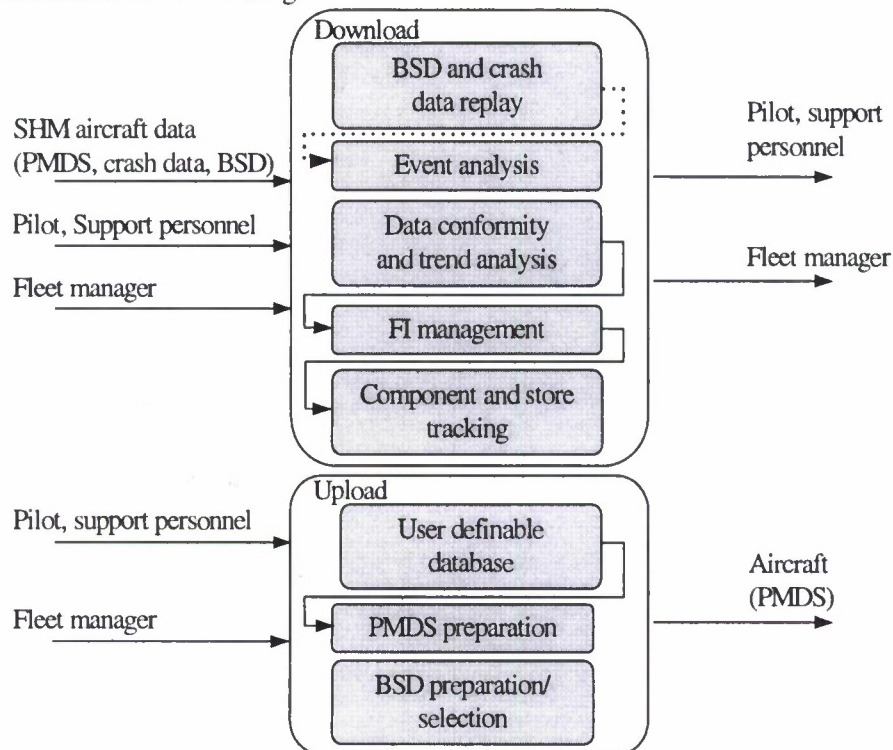 Download
BSD and crash
data replay
SHM aircraft data
(PMDS, crash data, BSD)
Event analysis
Pilot, support
personnel
Pilot, Support personnel
Data conformity
and trend analysis
Fleet manager
Fleet manager
FI management
Component and store
tracking
Upload
Pilot, support personnel
User definable
database
Aircraft
(PMDS)
Fleet manager
PMDS preparation
BSD preparation/
selection